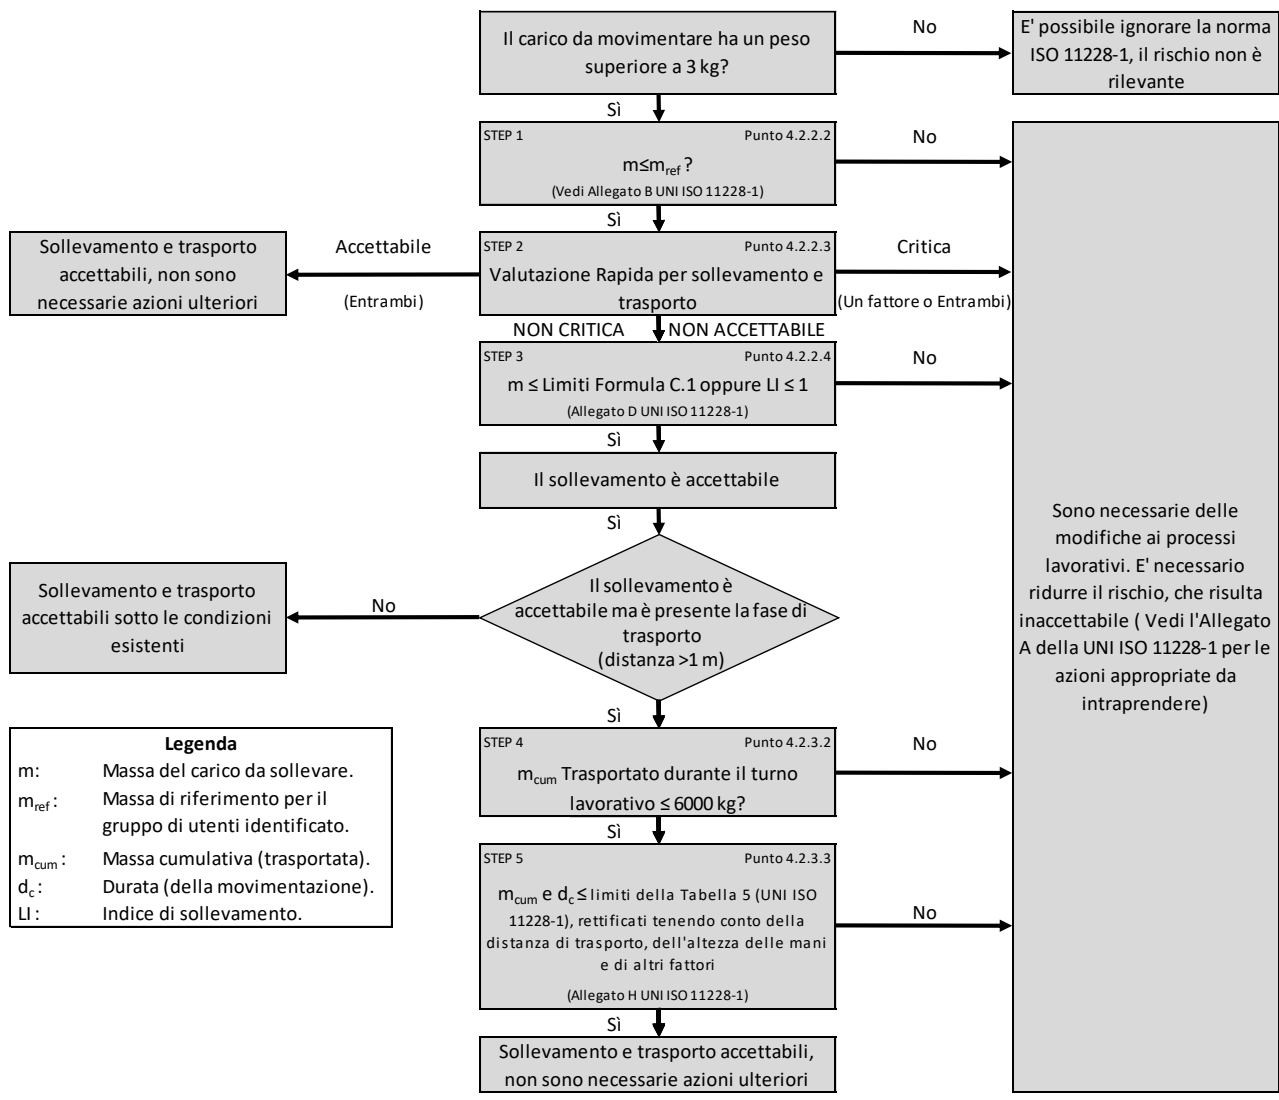 Il carico da movimentare ha un peso
superiore a 3 kg?
No
E' possibile ignorare la norma
ISO 11228-1, il rischio non è
rilevante
Sì
STEP 1 Punto 4.2.2.2
m≤mref ?
(Vedi Allegato B UNI ISO 11228-1)
No
Sì
STEP 2 Punto 4.2.2.3
Valutazione Rapida per sollevamento e
trasporto
Accettabile
(Entrambi)
Sollevamento e trasporto
accettabili, non sono
necessarie azioni ulteriori
Critica
(Un fattore o Entrambi)
NON CRITICA NON ACCETTABILE
STEP 3 Punto 4.2.2.4
m ≤ Limiti Formula C.1 oppure LI ≤ 1
(Allegato D UNI ISO 11228-1)
No
Sì
Il sollevamento è accettabile
Sì
Il sollevamento è
accettabile ma è presente la fase di
trasporto
(distanza >1 m)
No
Sollevamento e trasporto
accettabili sotto le condizioni
esistenti
Sono necessarie delle
modifiche ai processi
lavorativi. E' necessario
ridurre il rischio, che risulta
inaccettabile ( Vedi l'Allegato
A della UNI ISO 11228-1 per le
azioni appropriate da
intraprendere)
Sì
STEP 4 Punto 4.2.3.2
mcum Trasportato durante il turno
lavorativo ≤ 6000 kg?
No
Sì
STEP 5 Punto 4.2.3.3
mcum e dc ≤ limiti della Tabella 5 (UNI ISO
11228-1), rettificati tenendo conto della
distanza di trasporto, dell'altezza delle mani
e di altri fattori
(Allegato H UNI ISO 11228-1)
No
Sì
Sollevamento e trasporto accettabili,
non sono necessarie azioni ulteriori
Legenda
m: Massa del carico da sollevare.
mref : Massa di riferimento per il
gruppo di utenti identificato.
mcum : Massa cumulativa (trasportata).
dc : Durata (della movimentazione).
LI : Indice di sollevamento.